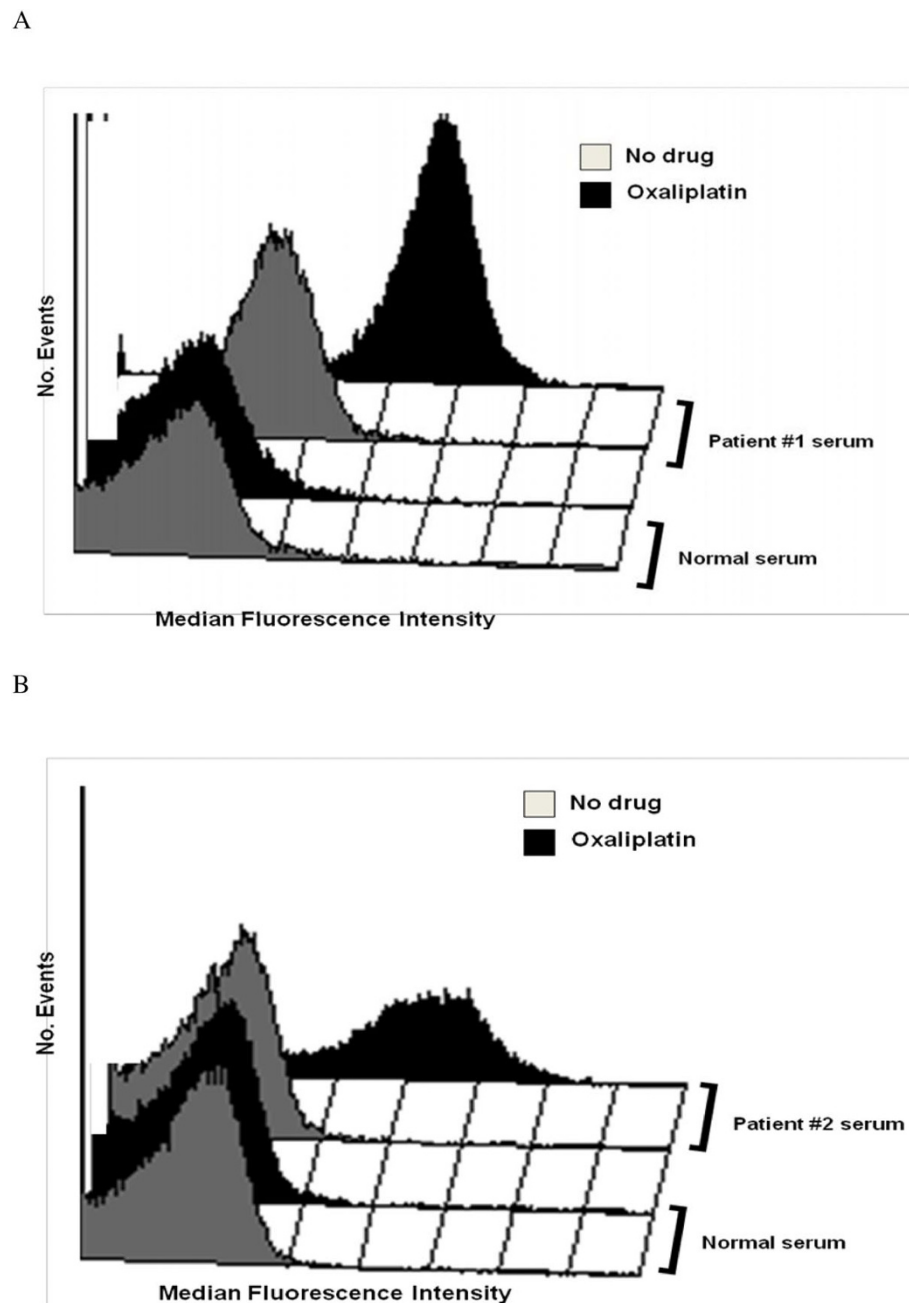 A
No drug
Oxaliplatin
No. Events
Patient #1 serum
Normal serum
Median Fluorescence Intensity
B
No drug
Oxaliplatin
No. Events
Patient #2 serum
Normal serum
Median Fluorescence Intensity